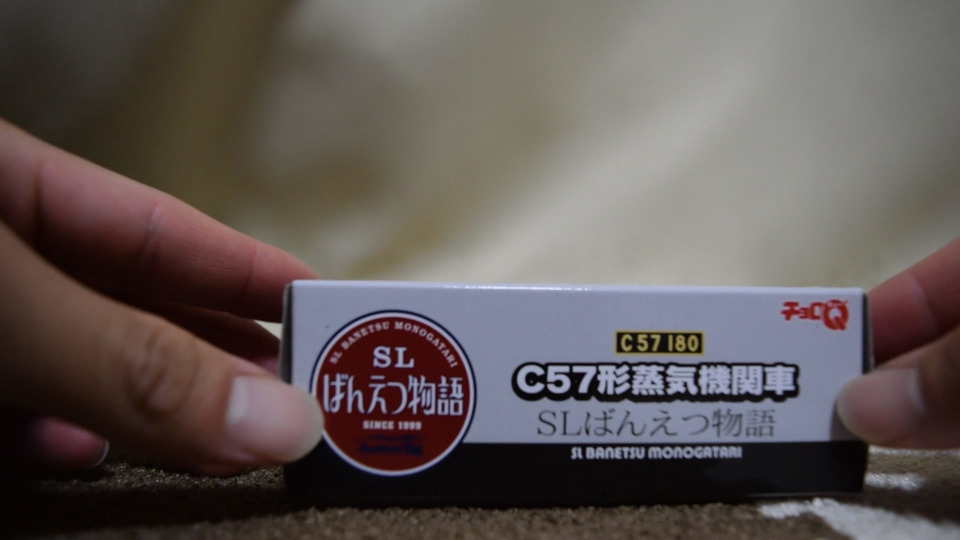 SL BANETSU MONOGATARI
SL
ばんえつ物語
SINCE 1999
チョロQ
C57 180
C57形蒸気機関車
SLばんえつ物語
SL BANETSU MONOGATARI